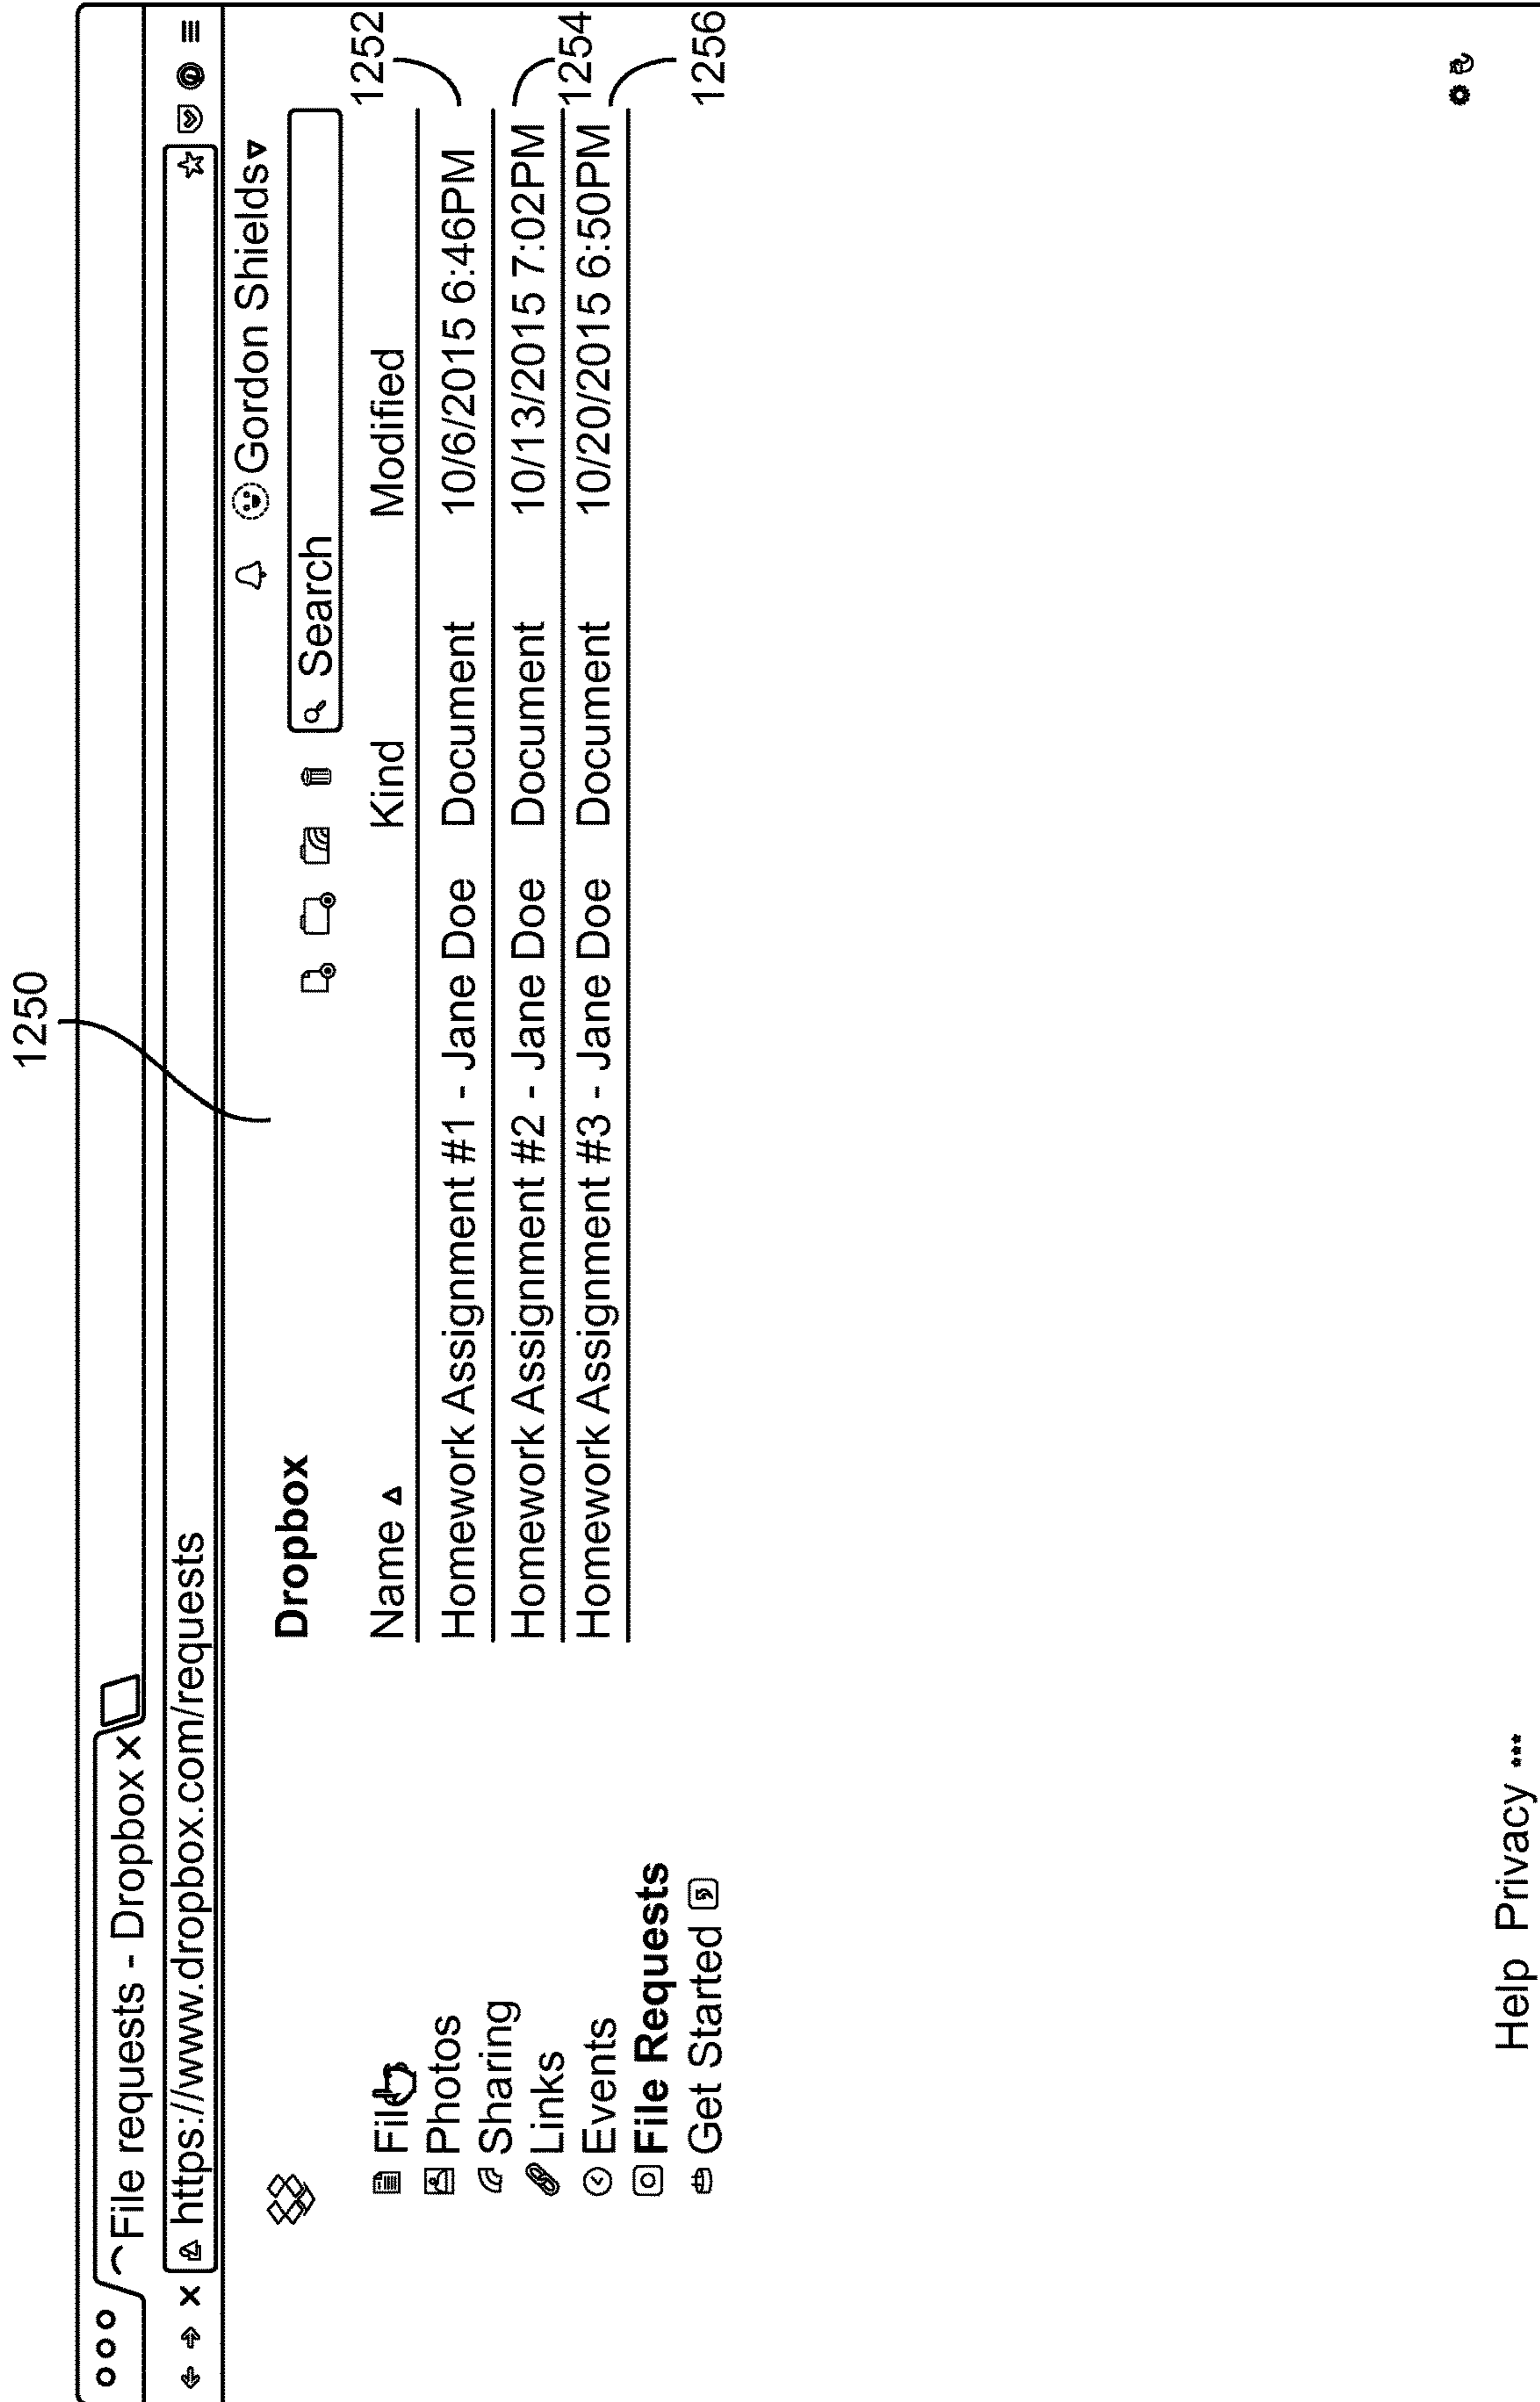 1250
File requests - Dropbox X
X https://www.dropbox.com/requests
Gordon Shields
Dropbox
Search
Name Kind Modified
1252
Homework Assignment #1 - Jane Doe Document 10/6/2015 6:46PM
Homework Assignment #2 - Jane Doe Document 10/13/2015 7:02PM
1254
Homework Assignment #3 - Jane Doe Document 10/20/2015 6:50PM
1256
Files
Photos
Sharing
Links
Events
File Requests
Get Started
Help Privacy •••